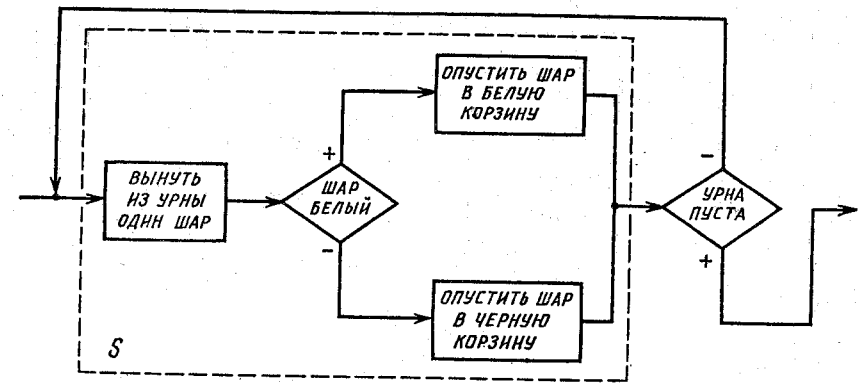 ВЫНУТЬ
ИЗ УРНЫ
ОДИН ШАР
ШАР
БЕЛЫЙ
+
-
ОПУСТИТЬ ШАР
В БЕЛУЮ
КОРЗИНУ
ОПУСТИТЬ ШАР
В ЧЕРНУЮ
КОРЗИНУ
УРНА
ПУСТА
-
+
S